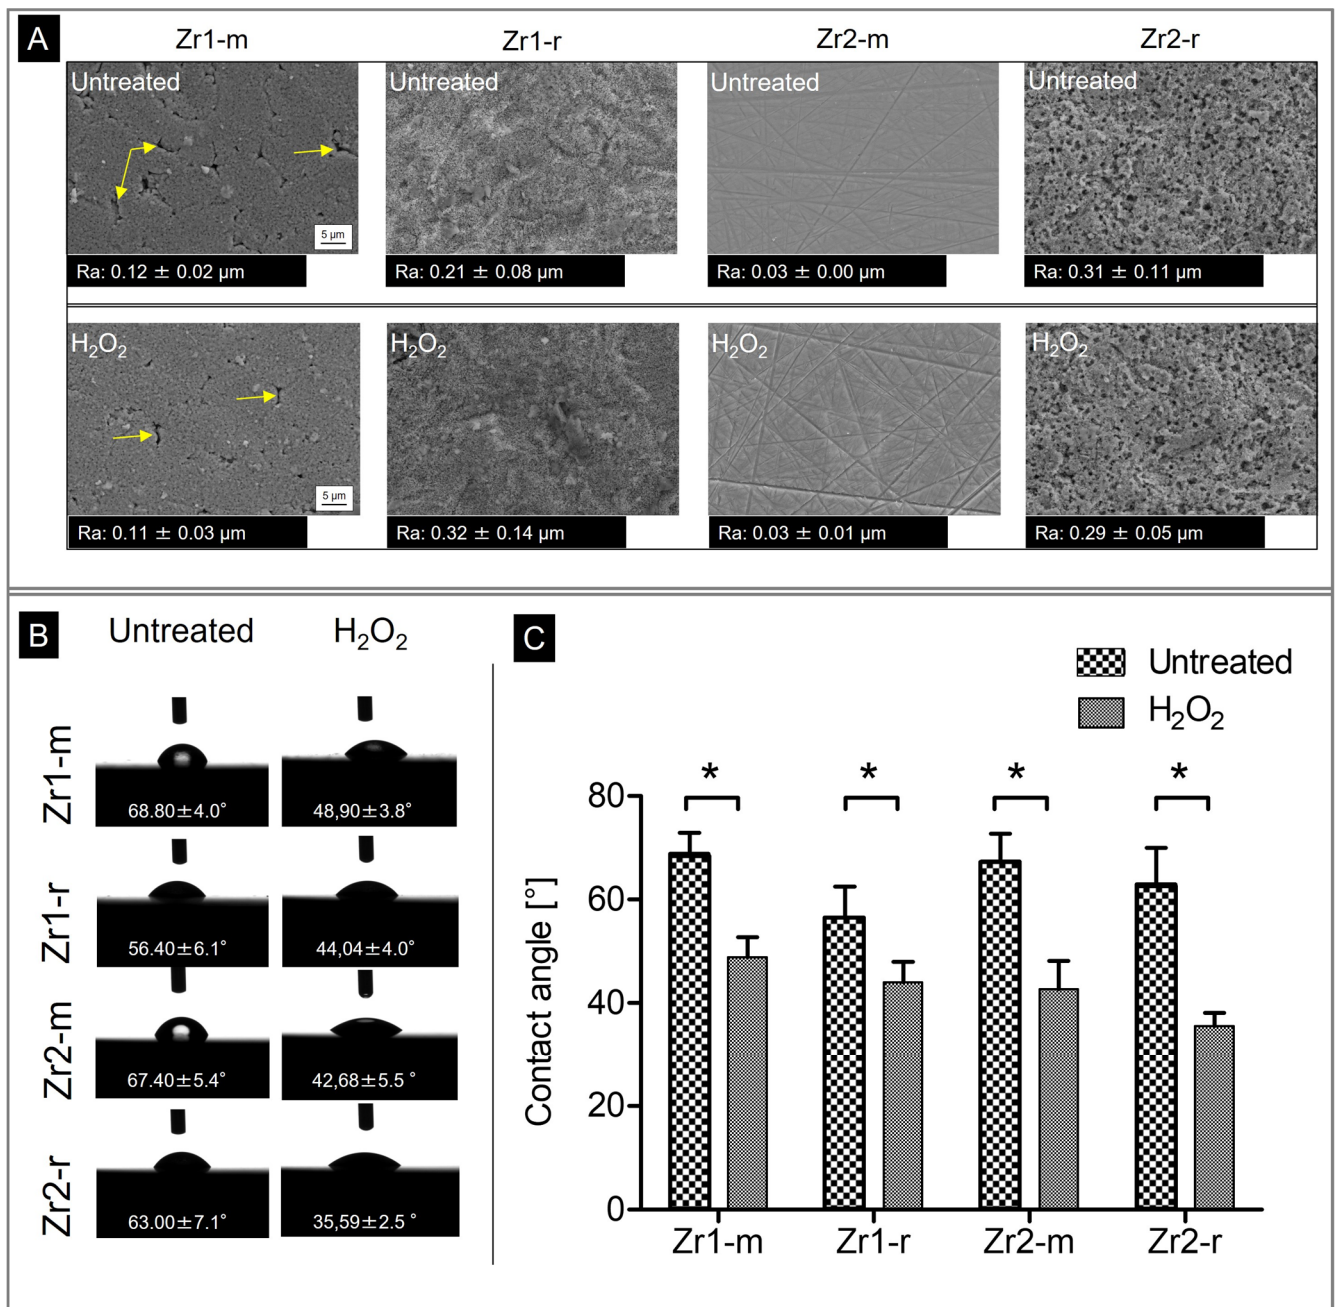 A
Zr1-m Zr1-r Zr2-m Zr2-r
Untreated Untreated Untreated Untreated
5 µm
Ra: 0.12 ± 0.02 µm Ra: 0.21 ± 0.08 µm Ra: 0.03 ± 0.00 µm Ra: 0.31 ± 0.11 µm
H₂O₂ H₂O₂ H₂O₂ H₂O₂
5 µm
Ra: 0.11 ± 0.03 µm Ra: 0.32 ± 0.14 µm Ra: 0.03 ± 0.01 µm Ra: 0.29 ± 0.05 µm
B
Untreated H₂O₂
Zr1-m
68.80±4.0° 48,90±3.8°
Zr1-r
56.40±6.1° 44,04±4.0°
Zr2-m
67.40±5.4° 42,68±5.5 °
Zr2-r
63.00±7.1° 35,59±2.5 °
C
Untreated
H₂O₂
* * * *
Contact angle [°]
80
60
40
20
0
Zr1-m Zr1-r Zr2-m Zr2-r